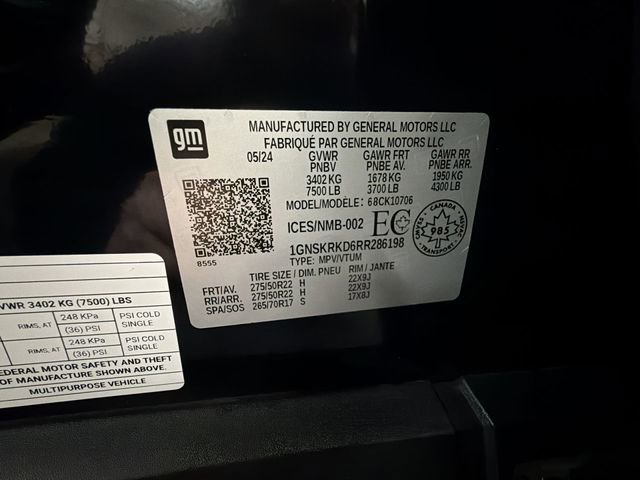 gm
MANUFACTURED BY GENERAL MOTORS LLC
FABRIQUÉ PAR GENERAL MOTORS LLC
05/24 GVWR GAWR FRT GAWR RR
PNBV PNBE AV. PNBE ARR.
3402 KG 1678 KG 1950 KG
7500 LB 3700 LB 4300 LB
MODEL/MODÈLE: 68CK10706
ICES/NMB-002 EC
CANADA
985
TRANSPORTS
1GNSKRKD6RR286198
8555
TYPE: MPV/VTUM
TIRE SIZE / DIM. PNEU RIM / JANTE
FRT/AV. 275/50R22 H 22X9J
RR/ARR. 275/50R22 H 22X9J
SPA/SOS 265/70R17 S 17X8J
VWR 3402 KG (7500) LBS
RIMS, AT 248 KPa PSI COLD
(36) PSI SINGLE
RIMS, AT 248 KPa PSI COLD
(36) PSI SINGLE
EDERAL MOTOR SAFETY AND THEFT
OF MANUFACTURE SHOWN ABOVE.
MULTIPURPOSE VEHICLE